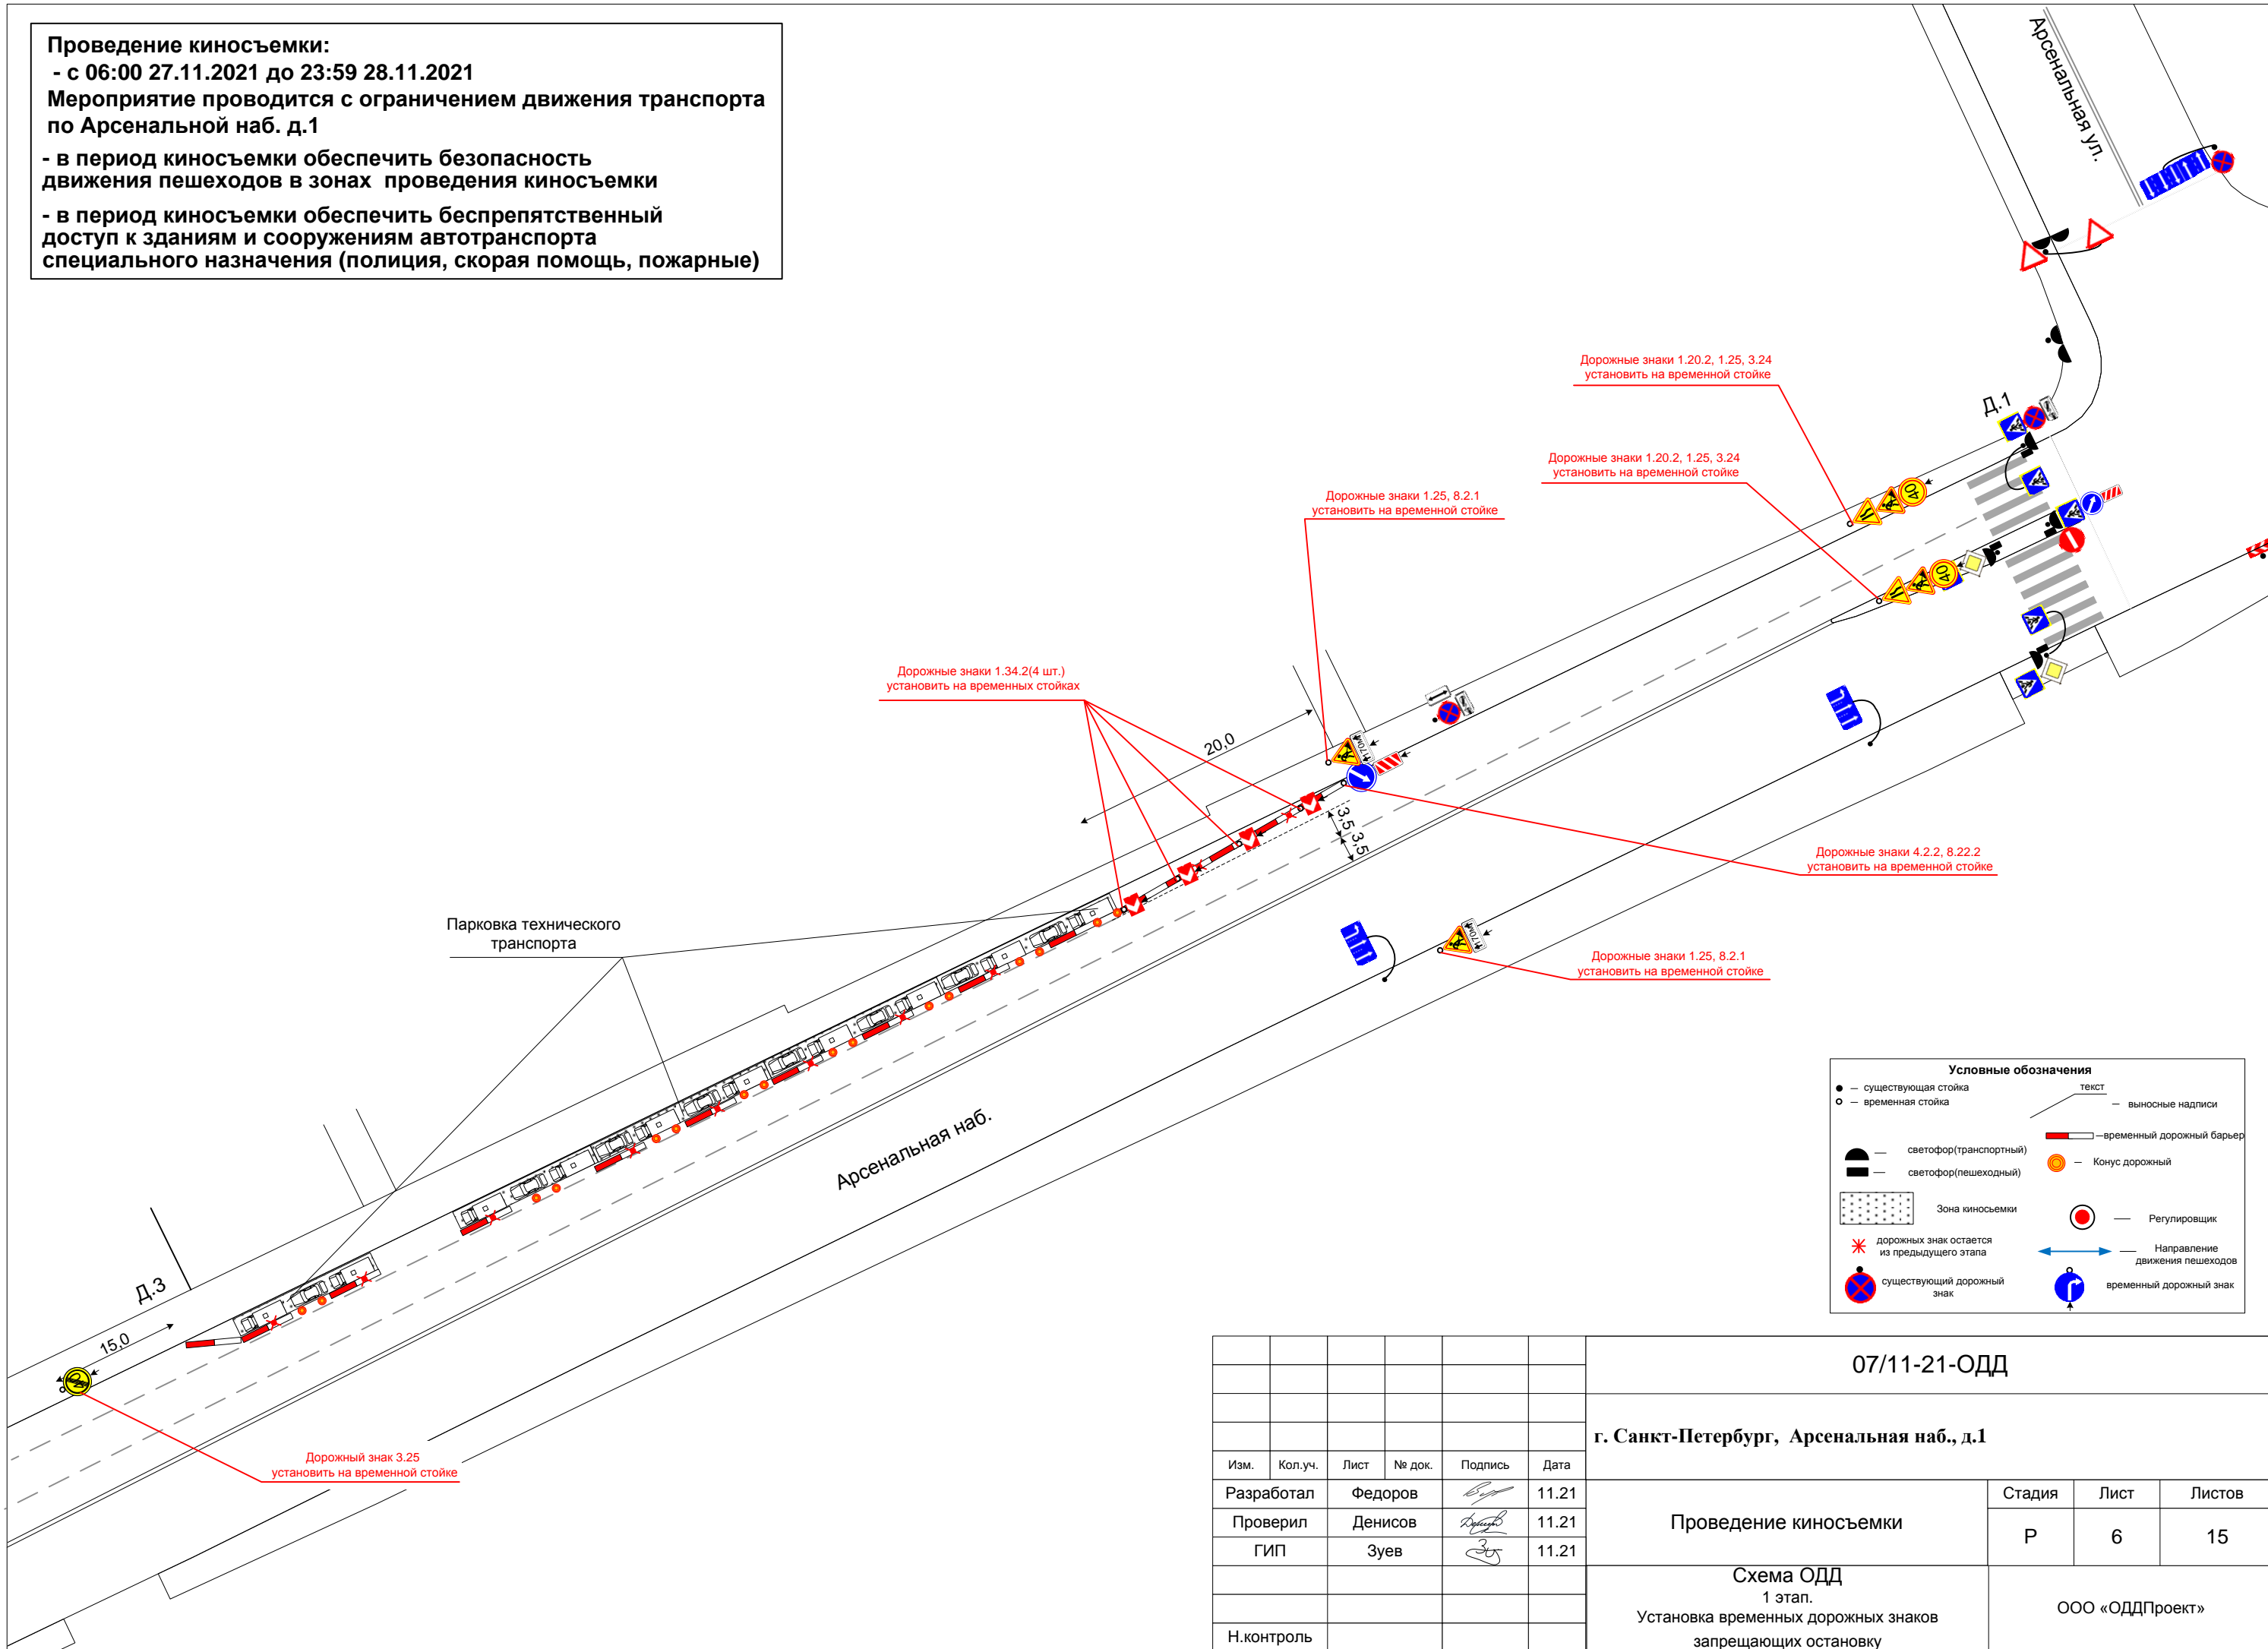 Проведение киносъемки:
- с 06:00 27.11.2021 до 23:59 28.11.2021
Мероприятие проводится с ограничением движения транспорта
по Арсенальной наб. д.1
- в период киносъемки обеспечить безопасность
движения пешеходов в зонах проведения киносъемки
- в период киносъемки обеспечить беспрепятственный
доступ к зданиям и сооружениям автотранспорта
специального назначения (полиция, скорая помощь, пожарные)
Арсенальная ул.
Дорожные знаки 1.20.2, 1.25, 3.24
установить на временной стойке
Д.1
Дорожные знаки 1.20.2, 1.25, 3.24
установить на временной стойке
40
Дорожные знаки 1.25, 8.2.1
установить на временной стойке
40
Дорожные знаки 1.34.2(4 шт.)
установить на временных стойках
20,0
170м
3,5
3,5
Дорожные знаки 4.2.2, 8.22.2
установить на временной стойке
Парковка технического
транспорта
170м
Дорожные знаки 1.25, 8.2.1
установить на временной стойке
Арсенальная наб.
Д.3
15,0
Дорожный знак 3.25
установить на временной стойке
Условные обозначения
существующая стойка
временная стойка
текст
выносные надписи
светофор(транспортный)
временный дорожный барьер
светофор(пешеходный)
Конус дорожный
Зона киносьемки
Регулировщик
дорожных знак остается
из предыдущего этапа
Направление
движения пешеходов
существующий дорожный
знак
временный дорожный знак
07/11-21-ОДД
г. Санкт-Петербург, Арсенальная наб., д.1
Изм. Кол.уч. Лист № док. Подпись Дата
Разработал Федоров 11.21
Проверил Денисов 11.21
ГИП Зуев 11.21
Н.контроль
Проведение киносъемки
Стадия Лист Листов
Р 6 15
Схема ОДД
1 этап.
Установка временных дорожных знаков
запрещающих остановку
ООО «ОДДПроект»